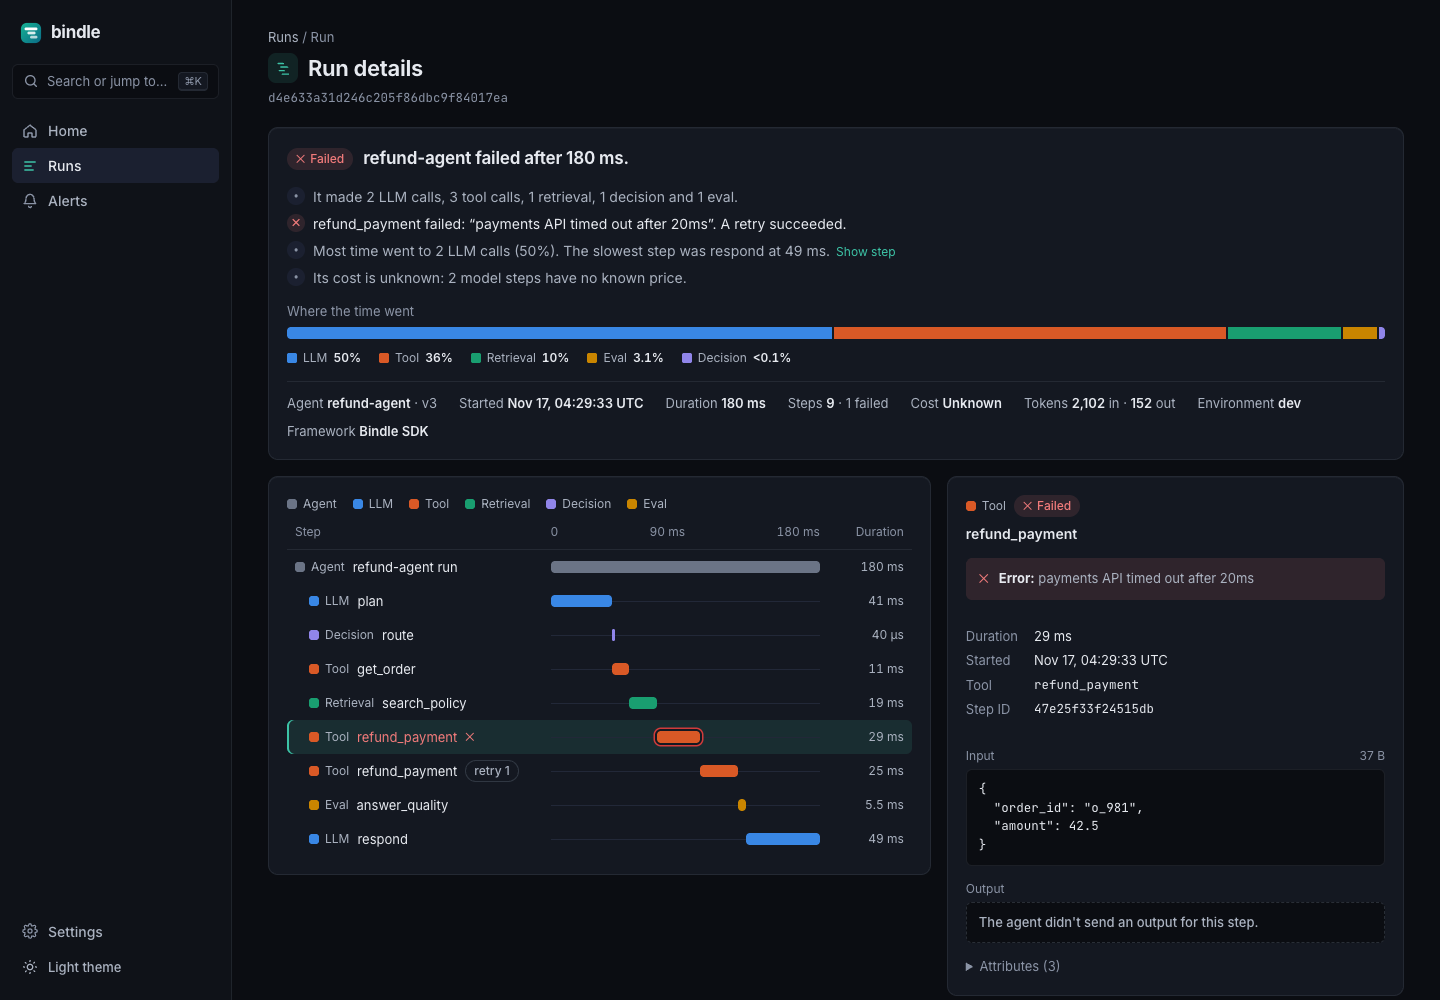 bindle
Search or jump to...
⌘K
Home
Runs
Alerts
Settings
Light theme
Runs / Run
Run details
d4e633a31d246c205f86dbc9f84017ea
Failed
refund-agent failed after 180 ms.
It made 2 LLM calls, 3 tool calls, 1 retrieval, 1 decision and 1 eval.
refund_payment failed: “payments API timed out after 20ms”. A retry succeeded.
Most time went to 2 LLM calls (50%). The slowest step was respond at 49 ms. Show step
Its cost is unknown: 2 model steps have no known price.
Where the time went
LLM 50% Tool 36% Retrieval 10% Eval 3.1% Decision <0.1%
Agent refund-agent · v3 Started Nov 17, 04:29:33 UTC Duration 180 ms Steps 9 · 1 failed Cost Unknown Tokens 2,102 in · 152 out Environment dev
Framework Bindle SDK
Agent LLM Tool Retrieval Decision Eval
Step 0 90 ms 180 ms Duration
Agent refund-agent run 180 ms
LLM plan 41 ms
Decision route 40 µs
Tool get_order 11 ms
Retrieval search_policy 19 ms
Tool refund_payment 29 ms
Tool refund_payment retry 1 25 ms
Eval answer_quality 5.5 ms
LLM respond 49 ms
Tool Failed
refund_payment
Error: payments API timed out after 20ms
Duration 29 ms
Started Nov 17, 04:29:33 UTC
Tool refund_payment
Step ID 47e25f33f24515db
Input 37 B
{
"order_id": "o_981",
"amount": 42.5
}
Output
The agent didn't send an output for this step.
Attributes (3)